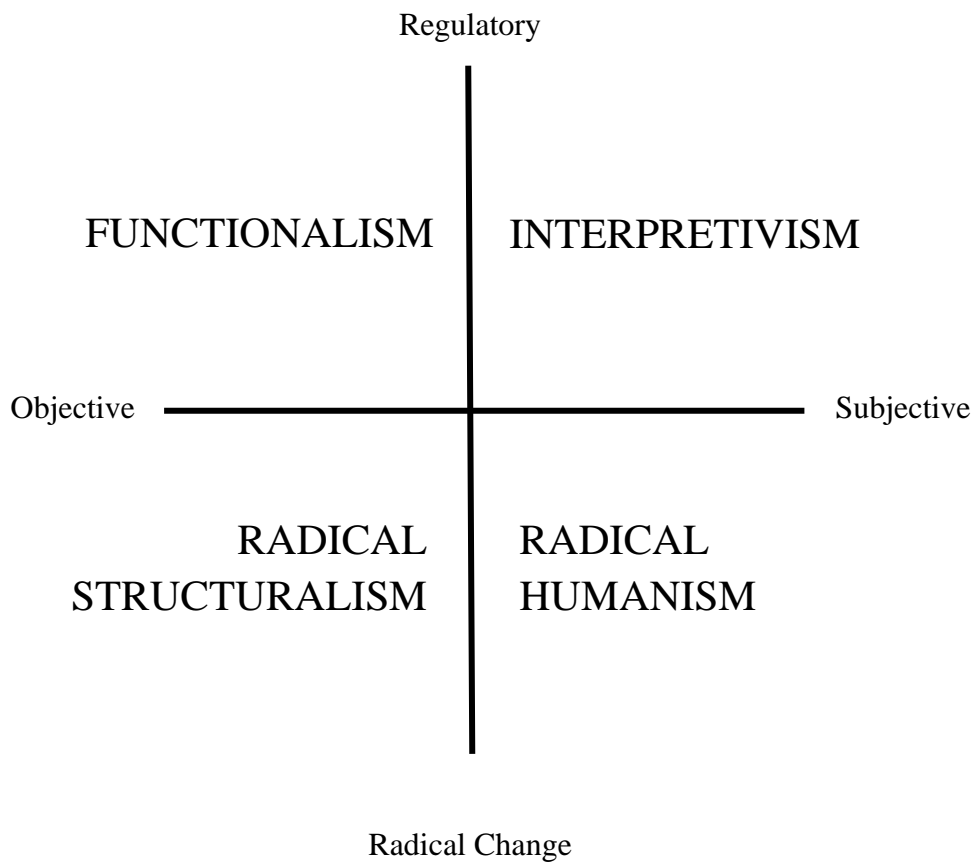 Regulatory
FUNCTIONALISM
INTERPRETIVISM
Objective
Subjective
RADICAL
STRUCTURALISM
RADICAL
HUMANISM
Radical Change